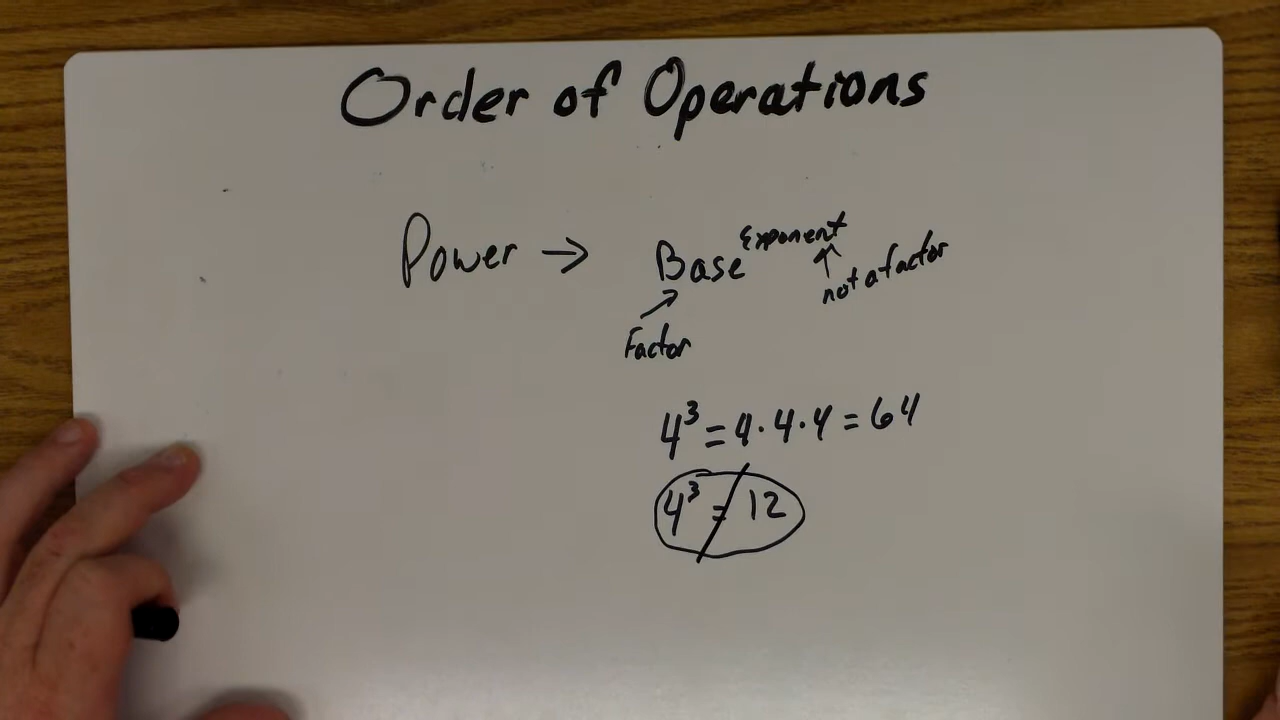 Order of Operations
Power → Base^Exponent
not a factor
Factor
4³ = 4·4·4 = 64
4³ = 12